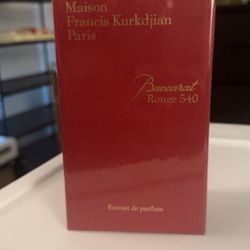 Maison
Francis Kurkdjian
Paris
Baccarat
Rouge 540
Extrait de parfum